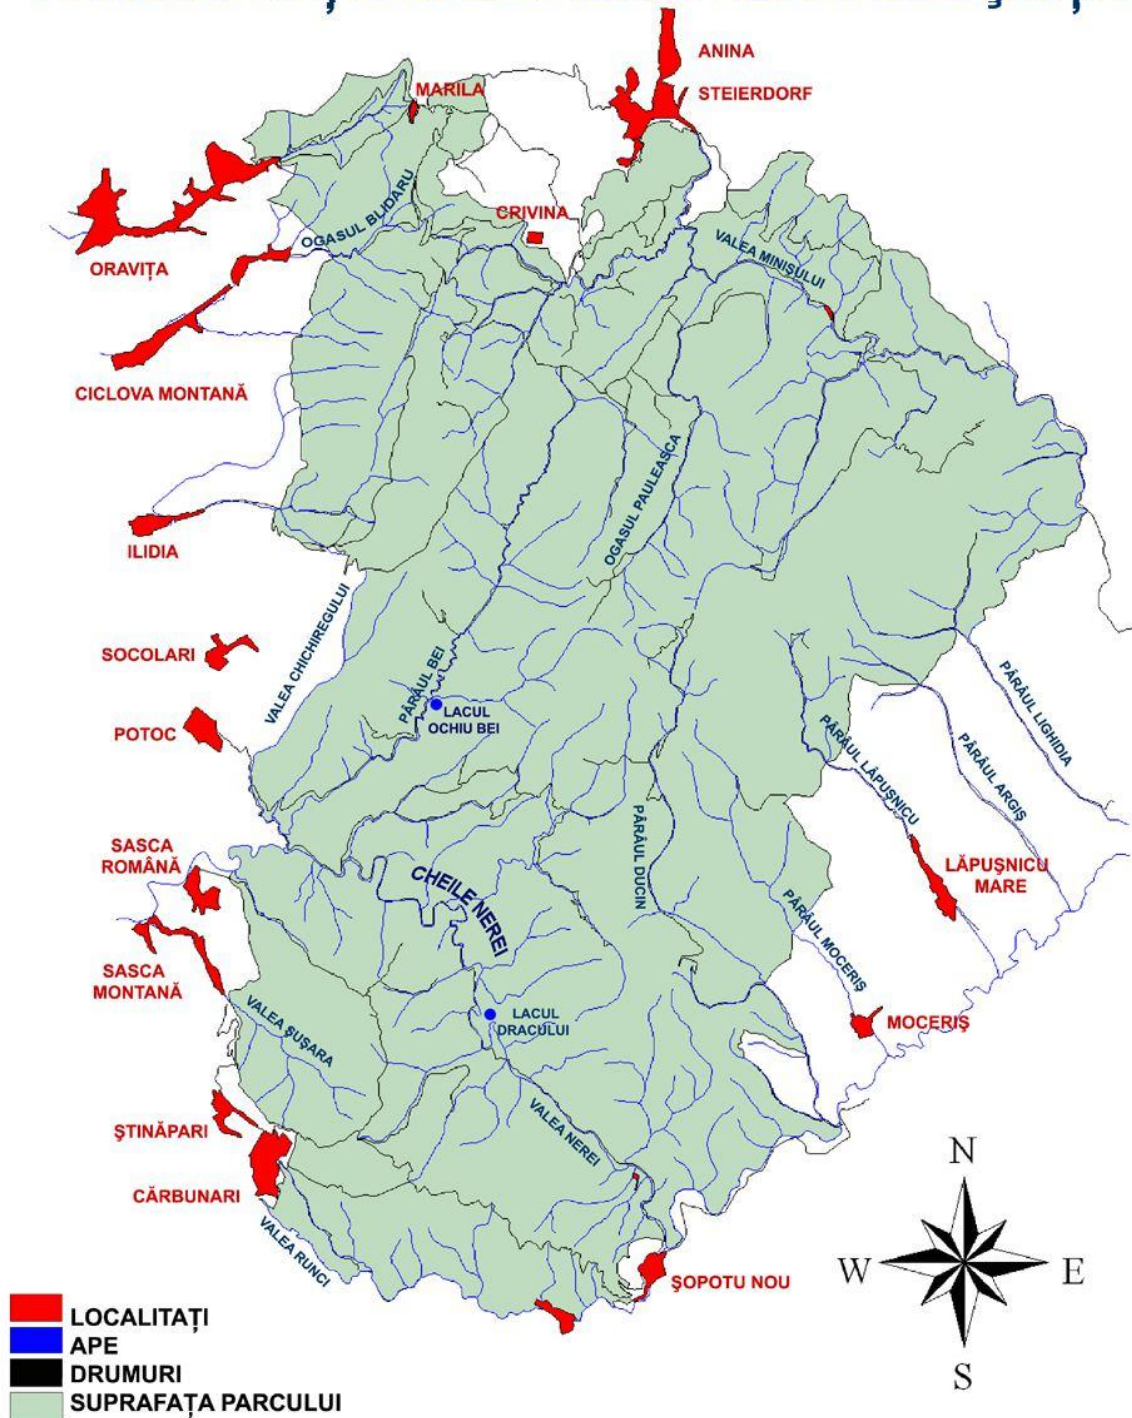 ANINA
STEIERDORF
MARILA
CRIVINA
OGASUL BLIDARU
VALEA MINIŞULUI
ORAVIȚA
CICLOVA MONTANĂ
OGASUL PAULEASCA
ILIDIA
VALEA CHICHIREGULUI
SOCOLARI
PÂRÂUL BEI
PÂRÂUL LIGHIDIA
LACUL
OCHIU BEI
POTOC
PÂRÂUL LĂPUŞNICU
PÂRÂUL ARGIŞ
PÂRÂUL DUCIN
SASCA
ROMÂNĂ
CHEILE NEREI
LĂPUŞNICU
MARE
PÂRÂUL MOCERIŞ
SASCA
MONTANĂ
VALEA ŞUŞARA
LACUL
DRACULUI
MOCERIŞ
ŞTINĂPARI
VALEA NEREI
CĂRBUNARI
VALEA RUNCI
ŞOPOTU NOU
N
W
E
S
LOCALITAȚI
APE
DRUMURI
SUPRAFAȚA PARCULUI